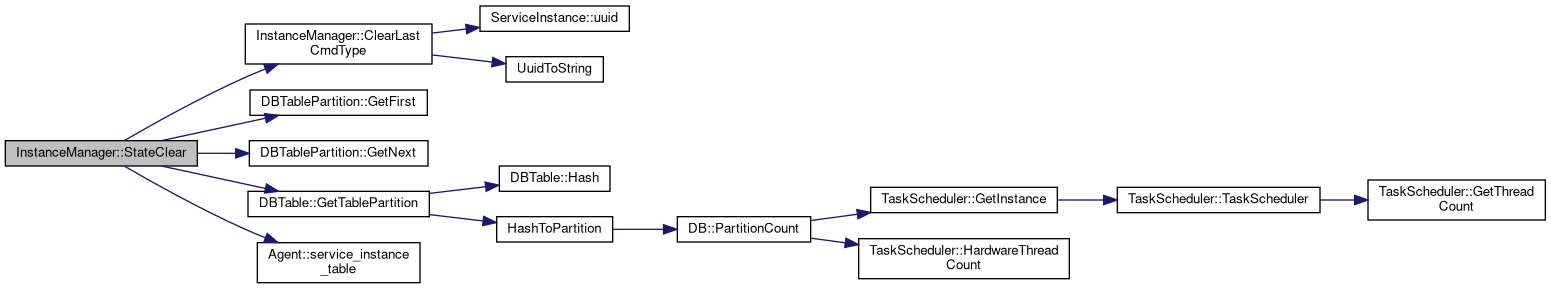 InstanceManager::StateClear
InstanceManager::ClearLast
CmdType
ServiceInstance::uuid
UuidToString
DBTablePartition::GetFirst
DBTablePartition::GetNext
DBTable::GetTablePartition
DBTable::Hash
HashToPartition
DB::PartitionCount
TaskScheduler::GetInstance
TaskScheduler::TaskScheduler
TaskScheduler::GetThread
Count
TaskScheduler::HardwareThread
Count
Agent::service_instance
_table